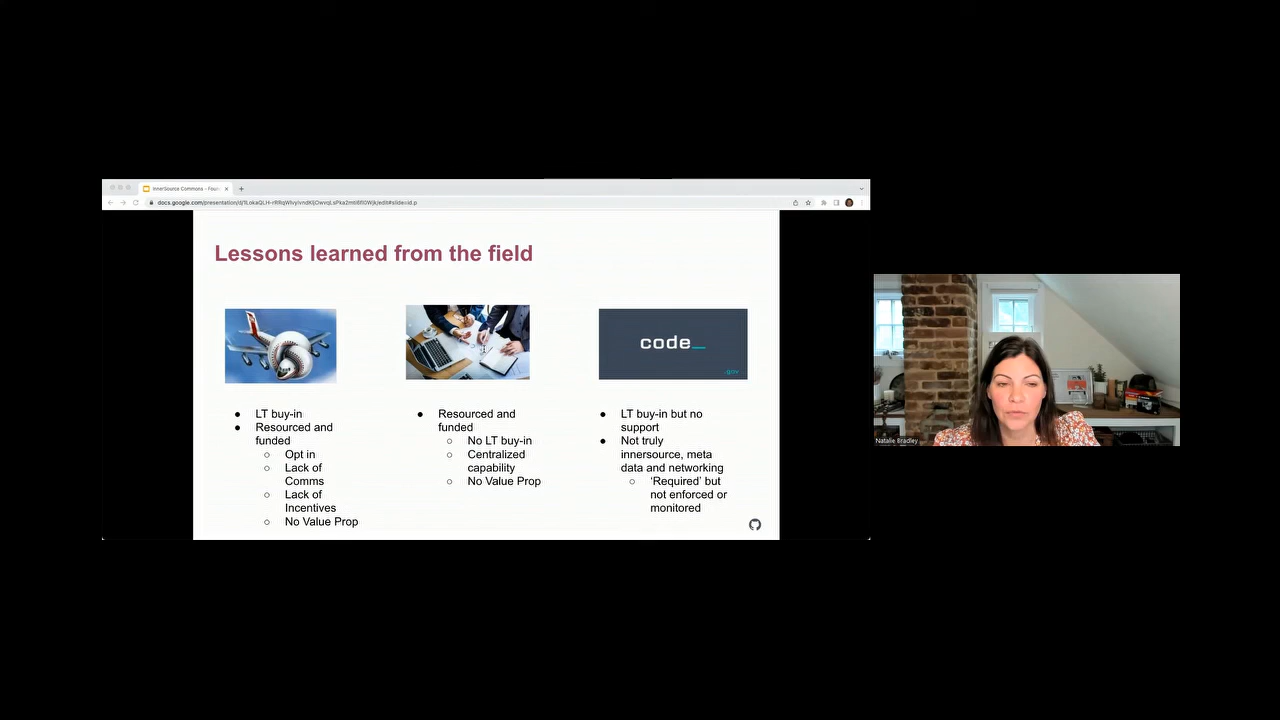 InnerSource Commons - Foun
Lessons learned from the field
code_
.gov
LT buy-in
Resourced and
funded
Opt in
Lack of
Comms
Lack of
Incentives
No Value Prop
Resourced and
funded
No LT buy-in
Centralized
capability
No Value Prop
LT buy-in but no
support
Not truly
innersource, meta
data and networking
'Required' but
not enforced or
monitored
Natalie Bradley